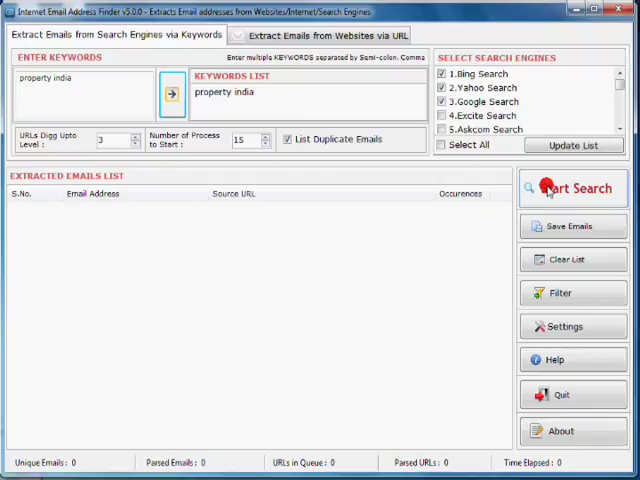 Internet Email Address Finder v5.0.0 - Extracts Email addresses from Websites/Internet/Search Engines
Extract Emails from Search Engines via Keywords
Extract Emails from Websites via URL
ENTER KEYWORDS
Enter multiple KEYWORDS separated by Semi-colon. Comma
property india
KEYWORDS LIST
property india
SELECT SEARCH ENGINES
1.Bing Search
2.Yahoo Search
3.Google Search
4.Excite Search
5.Askcom Search
Select All
Update List
URLs Digg Upto
Level :
3
Number of Process
to Start :
15
List Duplicate Emails
EXTRACTED EMAILS LIST
S.No.
Email Address
Source URL
Occurences
Search
Save Emails
Clear List
Filter
Settings
Help
Quit
About
Unique Emails : 0
Parsed Emails : 0
URLs in Queue : 0
Parsed URLs : 0
Time Elapsed : 0